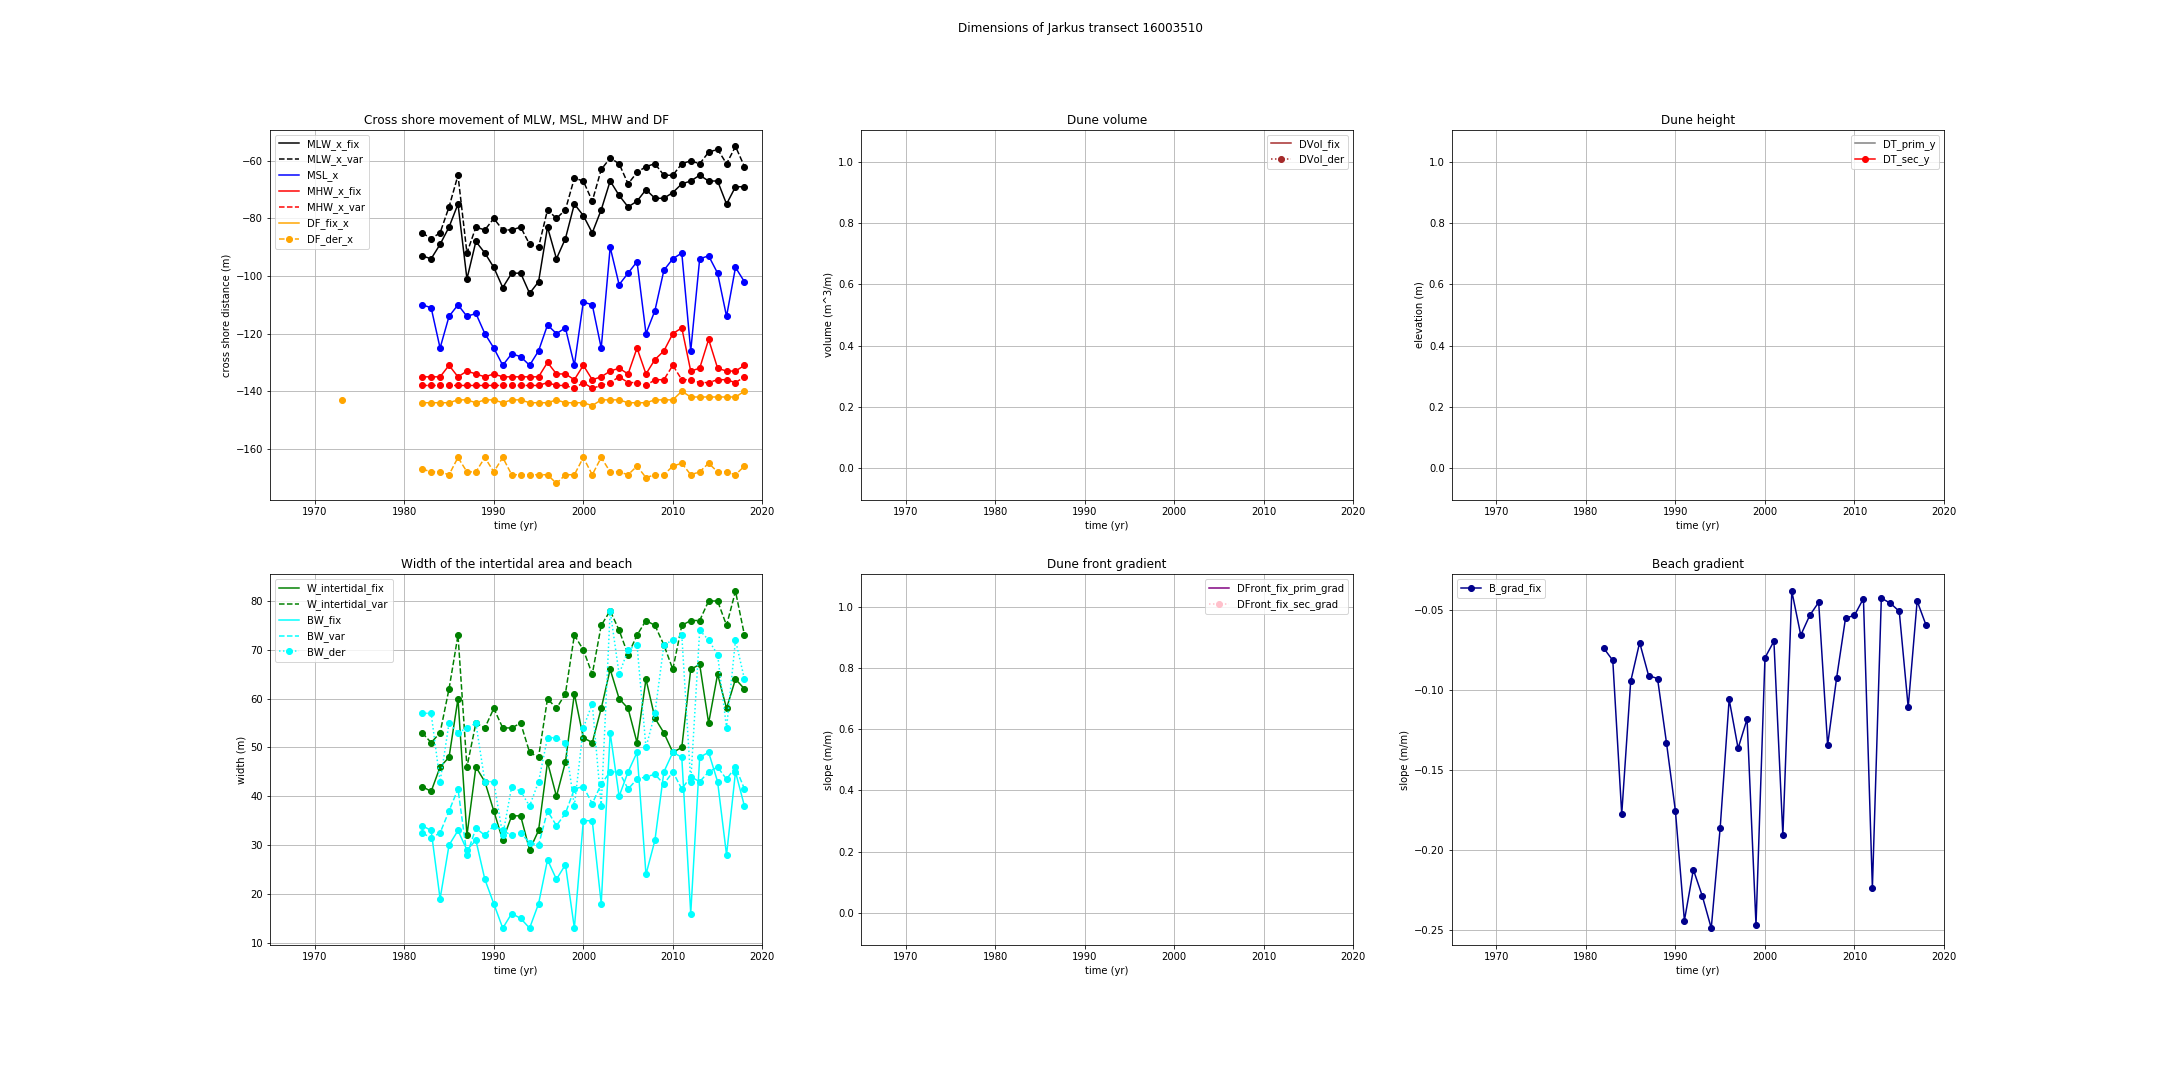 Dimensions of Jarkus transect 16003510
Cross shore movement of MLW, MSL, MHW and DF
MLW_x_fix
MLW_x_var
MSL_x
MHW_x_fix
MHW_x_var
DF_fix_x
DF_der_x
cross shore distance (m)
−60
−80
−100
−120
−140
−160
1970 1980 1990 2000 2010 2020
time (yr)
Dune volume
DVol_fix
DVol_der
volume (m^3/m)
1.0
0.8
0.6
0.4
0.2
0.0
1970 1980 1990 2000 2010 2020
time (yr)
Dune height
DT_prim_y
DT_sec_y
elevation (m)
1.0
0.8
0.6
0.4
0.2
0.0
1970 1980 1990 2000 2010 2020
time (yr)
Width of the intertidal area and beach
W_intertidal_fix
W_intertidal_var
BW_fix
BW_var
BW_der
width (m)
80
70
60
50
40
30
20
10
1970 1980 1990 2000 2010 2020
time (yr)
Dune front gradient
DFront_fix_prim_grad
DFront_fix_sec_grad
slope (m/m)
1.0
0.8
0.6
0.4
0.2
0.0
1970 1980 1990 2000 2010 2020
time (yr)
Beach gradient
B_grad_fix
slope (m/m)
−0.05
−0.10
−0.15
−0.20
−0.25
1970 1980 1990 2000 2010 2020
time (yr)